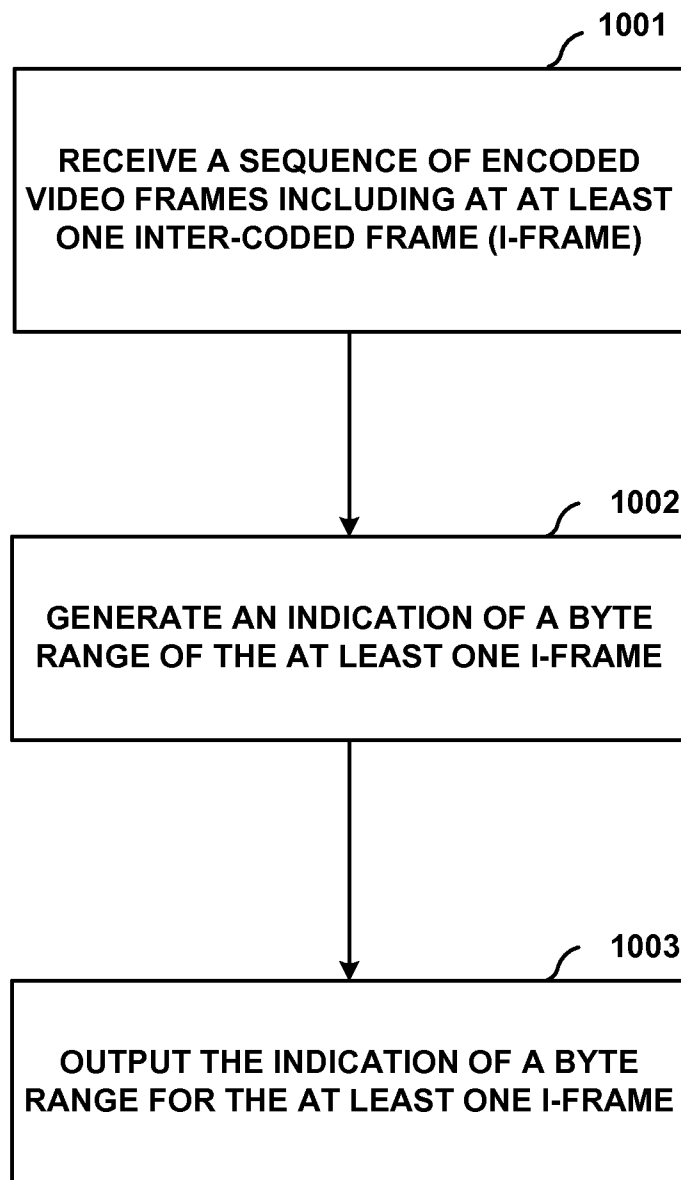 1001
RECEIVE A SEQUENCE OF ENCODED
VIDEO FRAMES INCLUDING AT AT LEAST
ONE INTER-CODED FRAME (I-FRAME)
1002
GENERATE AN INDICATION OF A BYTE
RANGE OF THE AT LEAST ONE I-FRAME
1003
OUTPUT THE INDICATION OF A BYTE
RANGE FOR THE AT LEAST ONE I-FRAME